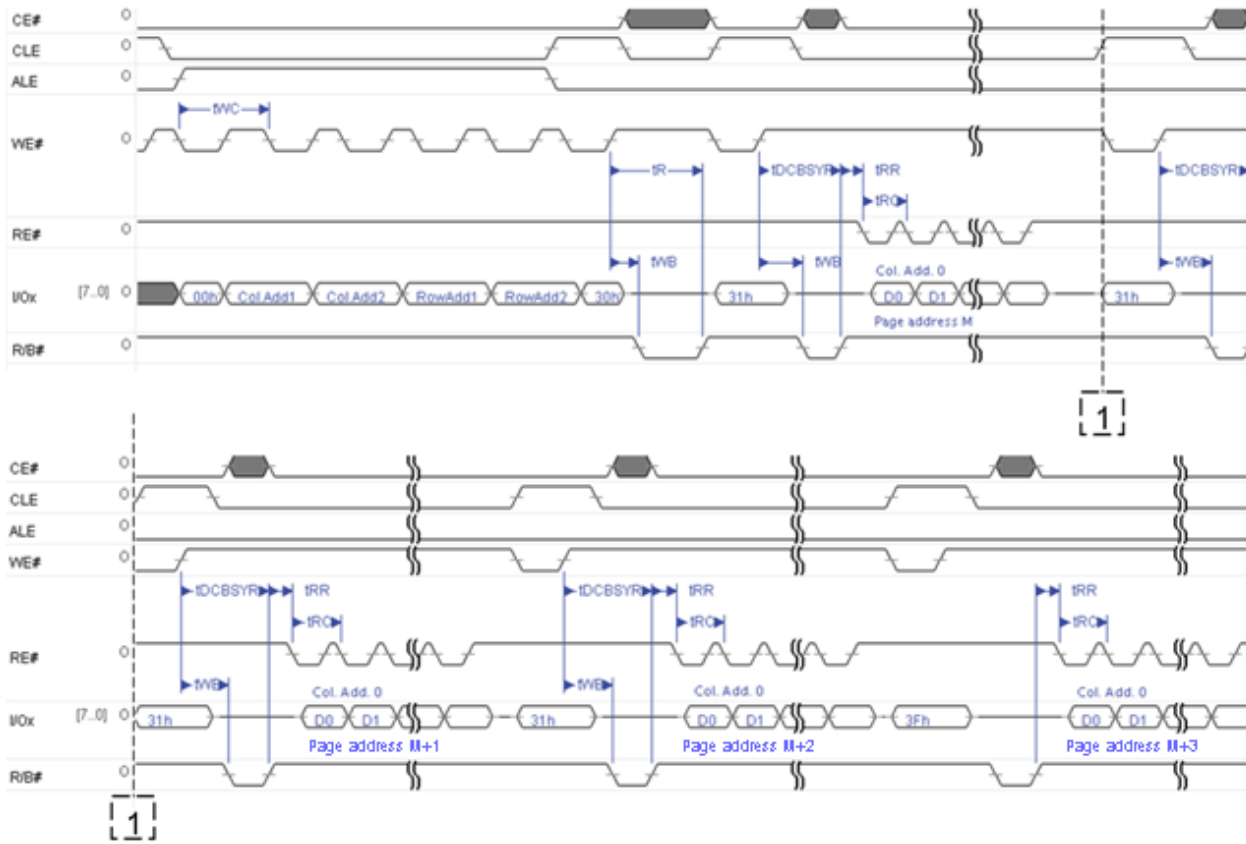 CE#
CLE
ALE
tWC
WE#
tR tDCBSYR tRR
tRC
RE#
tWB tWB Col. Add. 0 tWB
tDCBSYR
I/Ox [7..0] 00h Col.Add1 Col.Add2 RowAdd1 RowAdd2 30h 31h D0 D1 31h
Page address M
R/B#
1
CE#
CLE
ALE
WE#
tDCBSYR tRR tDCBSYR tRR tRR
tRC tRC tRC
RE#
tWB tWB
Col. Add. 0 Col. Add. 0 Col. Add. 0
I/Ox [7..0] 31h D0 D1 31h D0 D1 3Fh D0 D1
Page address M+1 Page address M+2 Page address M+3
R/B#
1